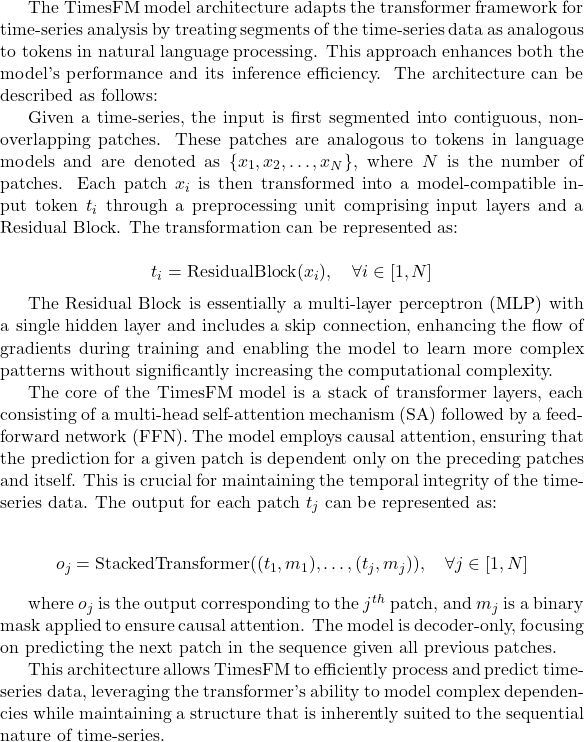 The TimesFM model architecture adapts the transformer framework for
time-series analysis by treating segments of the time-series data as analogous
to tokens in natural language processing. This approach enhances both the
model's performance and its inference efficiency. The architecture can be
described as follows:
Given a time-series, the input is first segmented into contiguous, non-
overlapping patches. These patches are analogous to tokens in language
models and are denoted as {x₁, x₂, . . . , x_N}, where N is the number of
patches. Each patch x_i is then transformed into a model-compatible in-
put token t_i through a preprocessing unit comprising input layers and a
Residual Block. The transformation can be represented as:
t_i = ResidualBlock(x_i), ∀i ∈ [1, N]
The Residual Block is essentially a multi-layer perceptron (MLP) with
a single hidden layer and includes a skip connection, enhancing the flow of
gradients during training and enabling the model to learn more complex
patterns without significantly increasing the computational complexity.
The core of the TimesFM model is a stack of transformer layers, each
consisting of a multi-head self-attention mechanism (SA) followed by a feed-
forward network (FFN). The model employs causal attention, ensuring that
the prediction for a given patch is dependent only on the preceding patches
and itself. This is crucial for maintaining the temporal integrity of the time-
series data. The output for each patch t_j can be represented as:
o_j = StackedTransformer((t₁, m₁), . . . , (t_j, m_j)), ∀j ∈ [1, N]
where o_j is the output corresponding to the j^th patch, and m_j is a binary
mask applied to ensure causal attention. The model is decoder-only, focusing
on predicting the next patch in the sequence given all previous patches.
This architecture allows TimesFM to efficiently process and predict time-
series data, leveraging the transformer's ability to model complex dependen-
cies while maintaining a structure that is inherently suited to the sequential
nature of time-series.